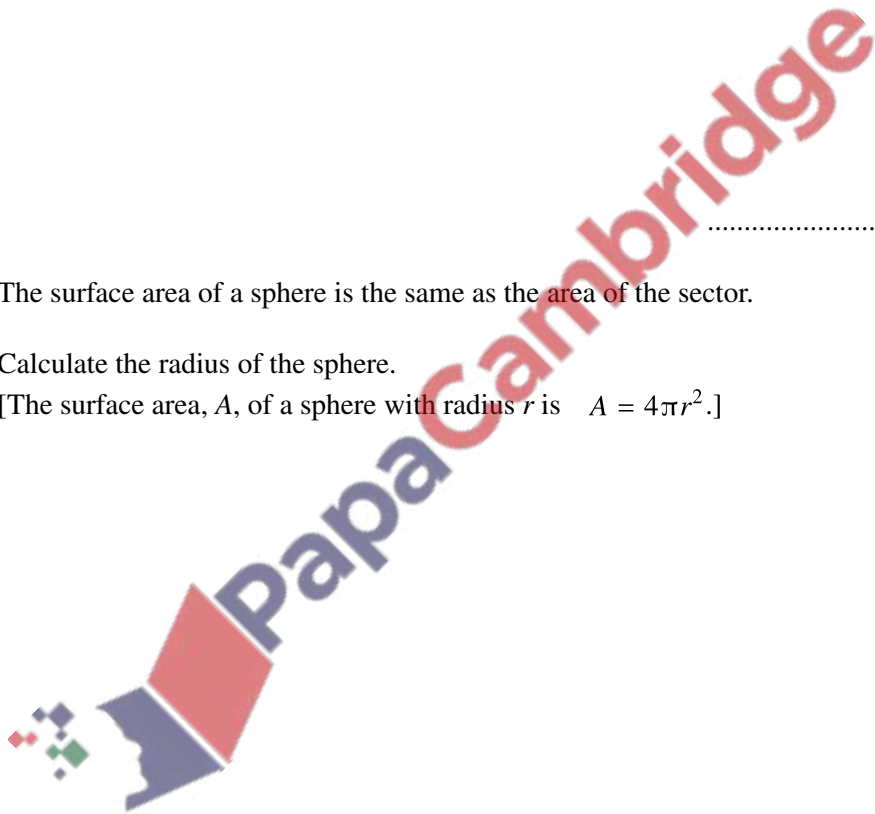 ........................
The surface area of a sphere is the same as the area of the sector.
Calculate the radius of the sphere.
[The surface area, A, of a sphere with radius r is A = 4πr².]
PapaCambridge